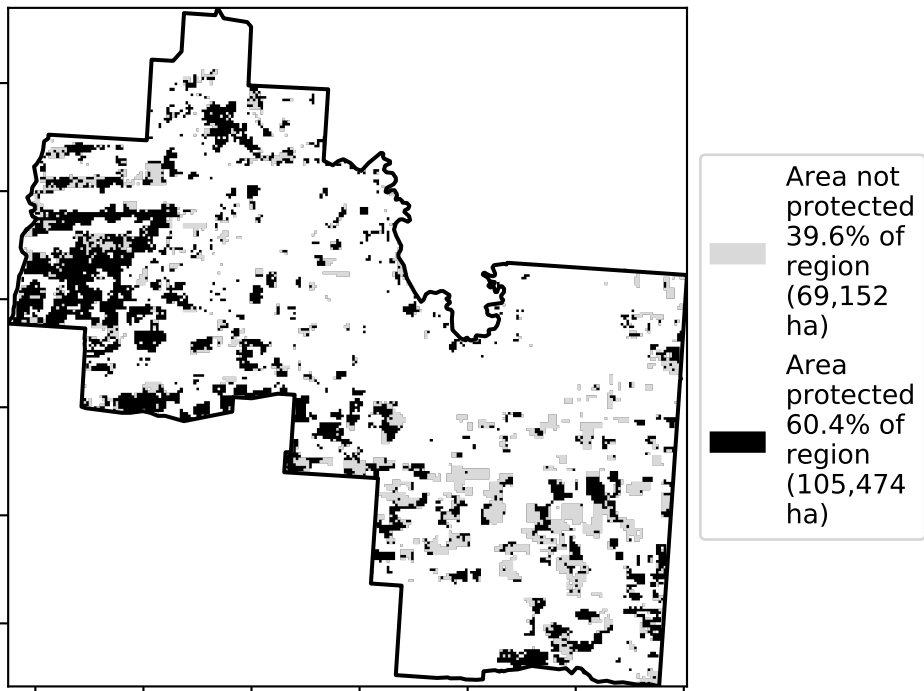 Area not
protected
39.6% of
region
(69,152
ha)
Area
protected
60.4% of
region
(105,474
ha)